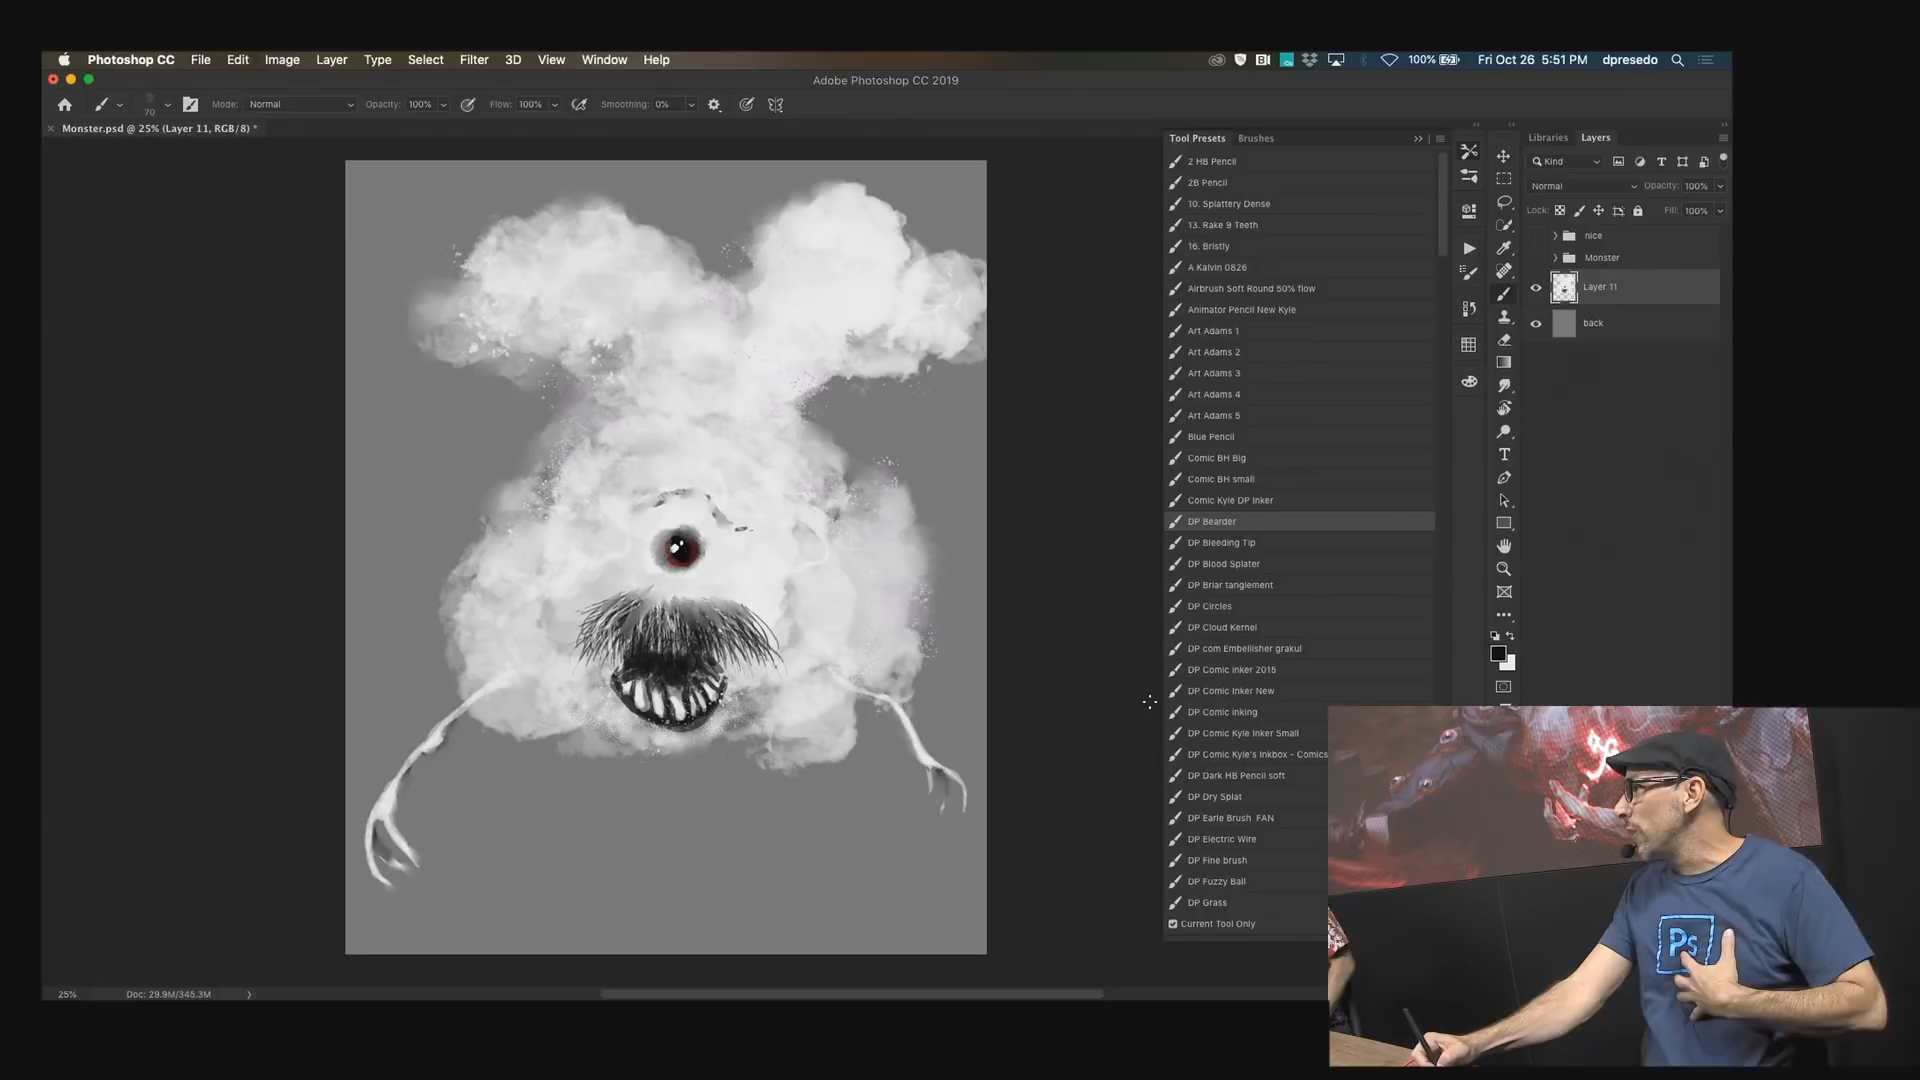 Photoshop CC File Edit Image Layer Type Select Filter 3D View Window Help 100% Fri Oct 26 5:51 PM dpresedo
Adobe Photoshop CC 2019
70 Mode: Normal Opacity: 100% Flow: 100% Smoothing: 0%
Monster.psd @ 25% (Layer 11, RGB/8) *
Tool Presets Brushes
2 HB Pencil
2B Pencil
10. Splattery Dense
13. Rake 9 Teeth
16. Bristly
A Kalvin 0826
Airbrush Soft Round 50% flow
Animator Pencil New Kyle
Art Adams 1
Art Adams 2
Art Adams 3
Art Adams 4
Art Adams 5
Blue Pencil
Comic BH Big
Comic BH small
Comic Kyle DP Inker
DP Bearder
DP Bleeding Tip
DP Blood Splater
DP Briar tanglement
DP Circles
DP Cloud Kernel
DP com Embellisher grakul
DP Comic inker 2015
DP Comic Inker New
DP Comic inking
DP Comic Kyle Inker Small
DP Comic Kyle's Inkbox - Comics
DP Dark HB Pencil soft
DP Dry Splat
DP Earle Brush FAN
DP Electric Wire
DP Fine brush
DP Fuzzy Ball
DP Grass
Current Tool Only
Libraries Layers
Kind
Normal Opacity: 100%
Lock: Fill: 100%
nice
Monster
Layer 11
back
25% Doc: 29.9M/345.3M
Ps